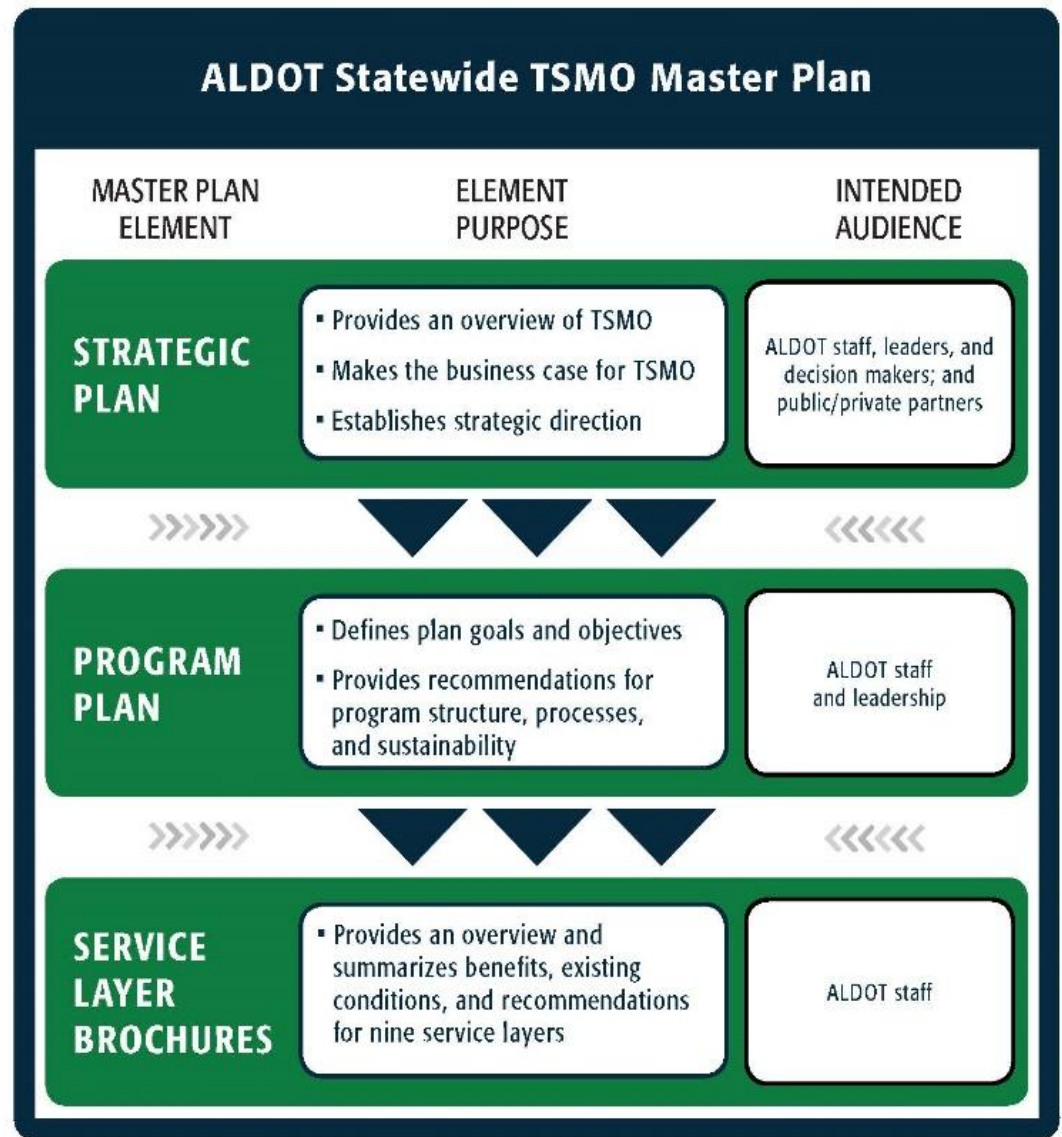 ALDOT Statewide TSMO Master Plan
MASTER PLAN
ELEMENT
ELEMENT
PURPOSE
INTENDED
AUDIENCE
STRATEGIC
PLAN
▪ Provides an overview of TSMO
▪ Makes the business case for TSMO
▪ Establishes strategic direction
ALDOT staff, leaders, and
decision makers; and
public/private partners
PROGRAM
PLAN
▪ Defines plan goals and objectives
▪ Provides recommendations for
program structure, processes,
and sustainability
ALDOT staff
and leadership
SERVICE
LAYER
BROCHURES
▪ Provides an overview and
summarizes benefits, existing
conditions, and recommendations
for nine service layers
ALDOT staff